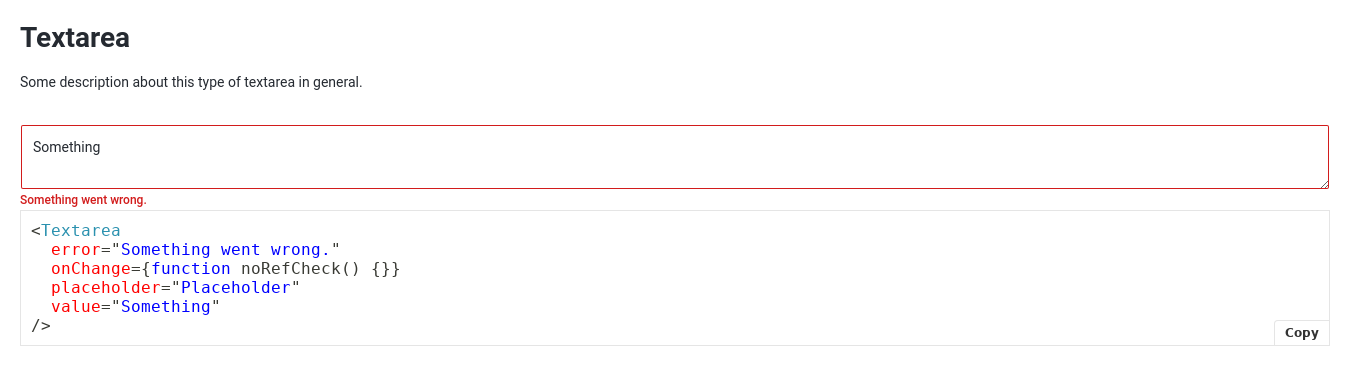 Textarea
Some description about this type of textarea in general.
Something
Something went wrong.
<Textarea
  error="Something went wrong."
  onChange={function noRefCheck() {}}
  placeholder="Placeholder"
  value="Something"
/>
Copy